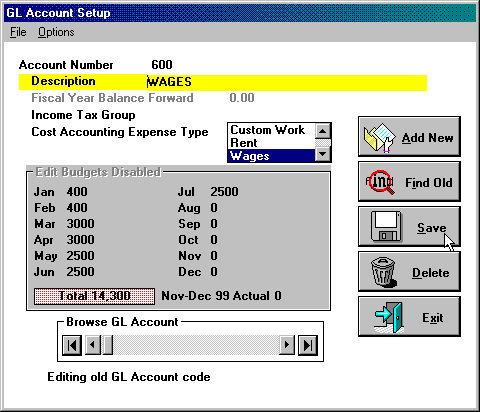 GL Account Setup
File Options
Account Number 600
Description WAGES
Fiscal Year Balance Forward 0.00
Income Tax Group
Cost Accounting Expense Type
Custom Work
Rent
Wages
Add New
Find Old
Save
Delete
Exit
Edit Budgets Disabled
Jan 400 Jul 2500
Feb 400 Aug 0
Mar 3000 Sep 0
Apr 3000 Oct 0
May 2500 Nov 0
Jun 2500 Dec 0
Total 14,300 Nov-Dec 99 Actual 0
Browse GL Account
Editing old GL Account code